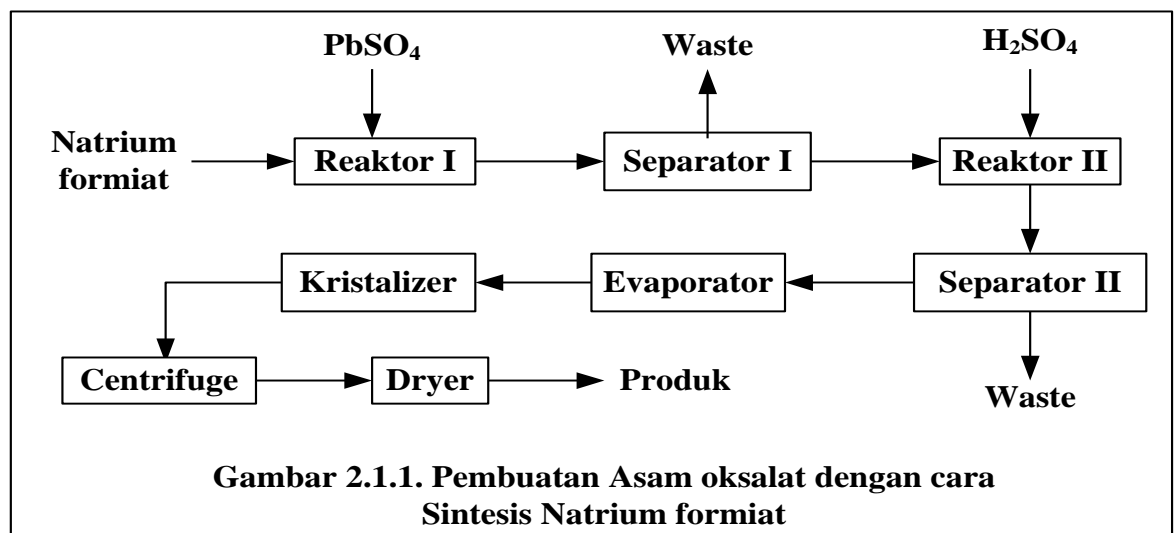 PbSO₄
Waste
H₂SO₄
Natrium
formiat
Reaktor I
Separator I
Reaktor II
Kristalizer
Evaporator
Separator II
Centrifuge
Dryer
Produk
Waste
Gambar 2.1.1. Pembuatan Asam oksalat dengan cara
Sintesis Natrium formiat